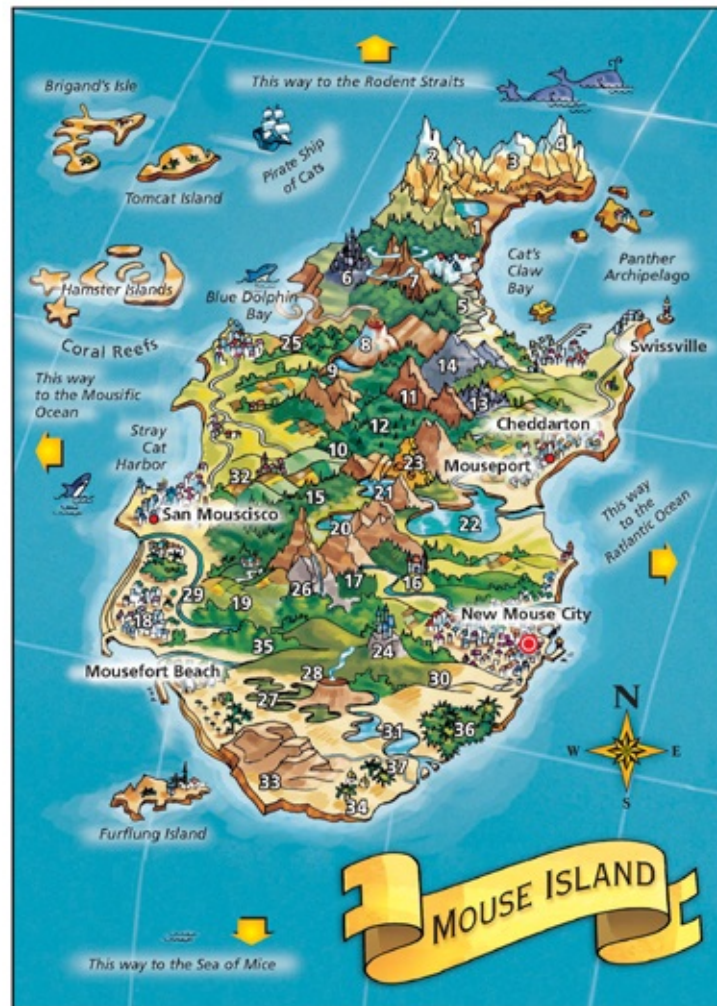 Brigand's Isle
This way to the Rodent Straits
Pirate Ship
of Cats
Tomcat Island
2
3
4
1
Cat's
Claw
Bay
Panther
Archipelago
6
7
Hamster Islands
Blue Dolphin
Bay
5
Coral Reefs
25
8
Swissville
This way
to the Mousific
Ocean
9
14
11
13
Stray
Cat
Harbor
12
Cheddarton
10
23
Mouseport
32
15
21
San Mouscisco
20
22
This way
to the
Ratlantic Ocean
29
19
26
17
16
18
New Mouse City
35
24
Mousefort Beach
28
30
27
31
36
N
W
E
S
33
37
34
Furflung Island
MOUSE ISLAND
This way to the Sea of Mice